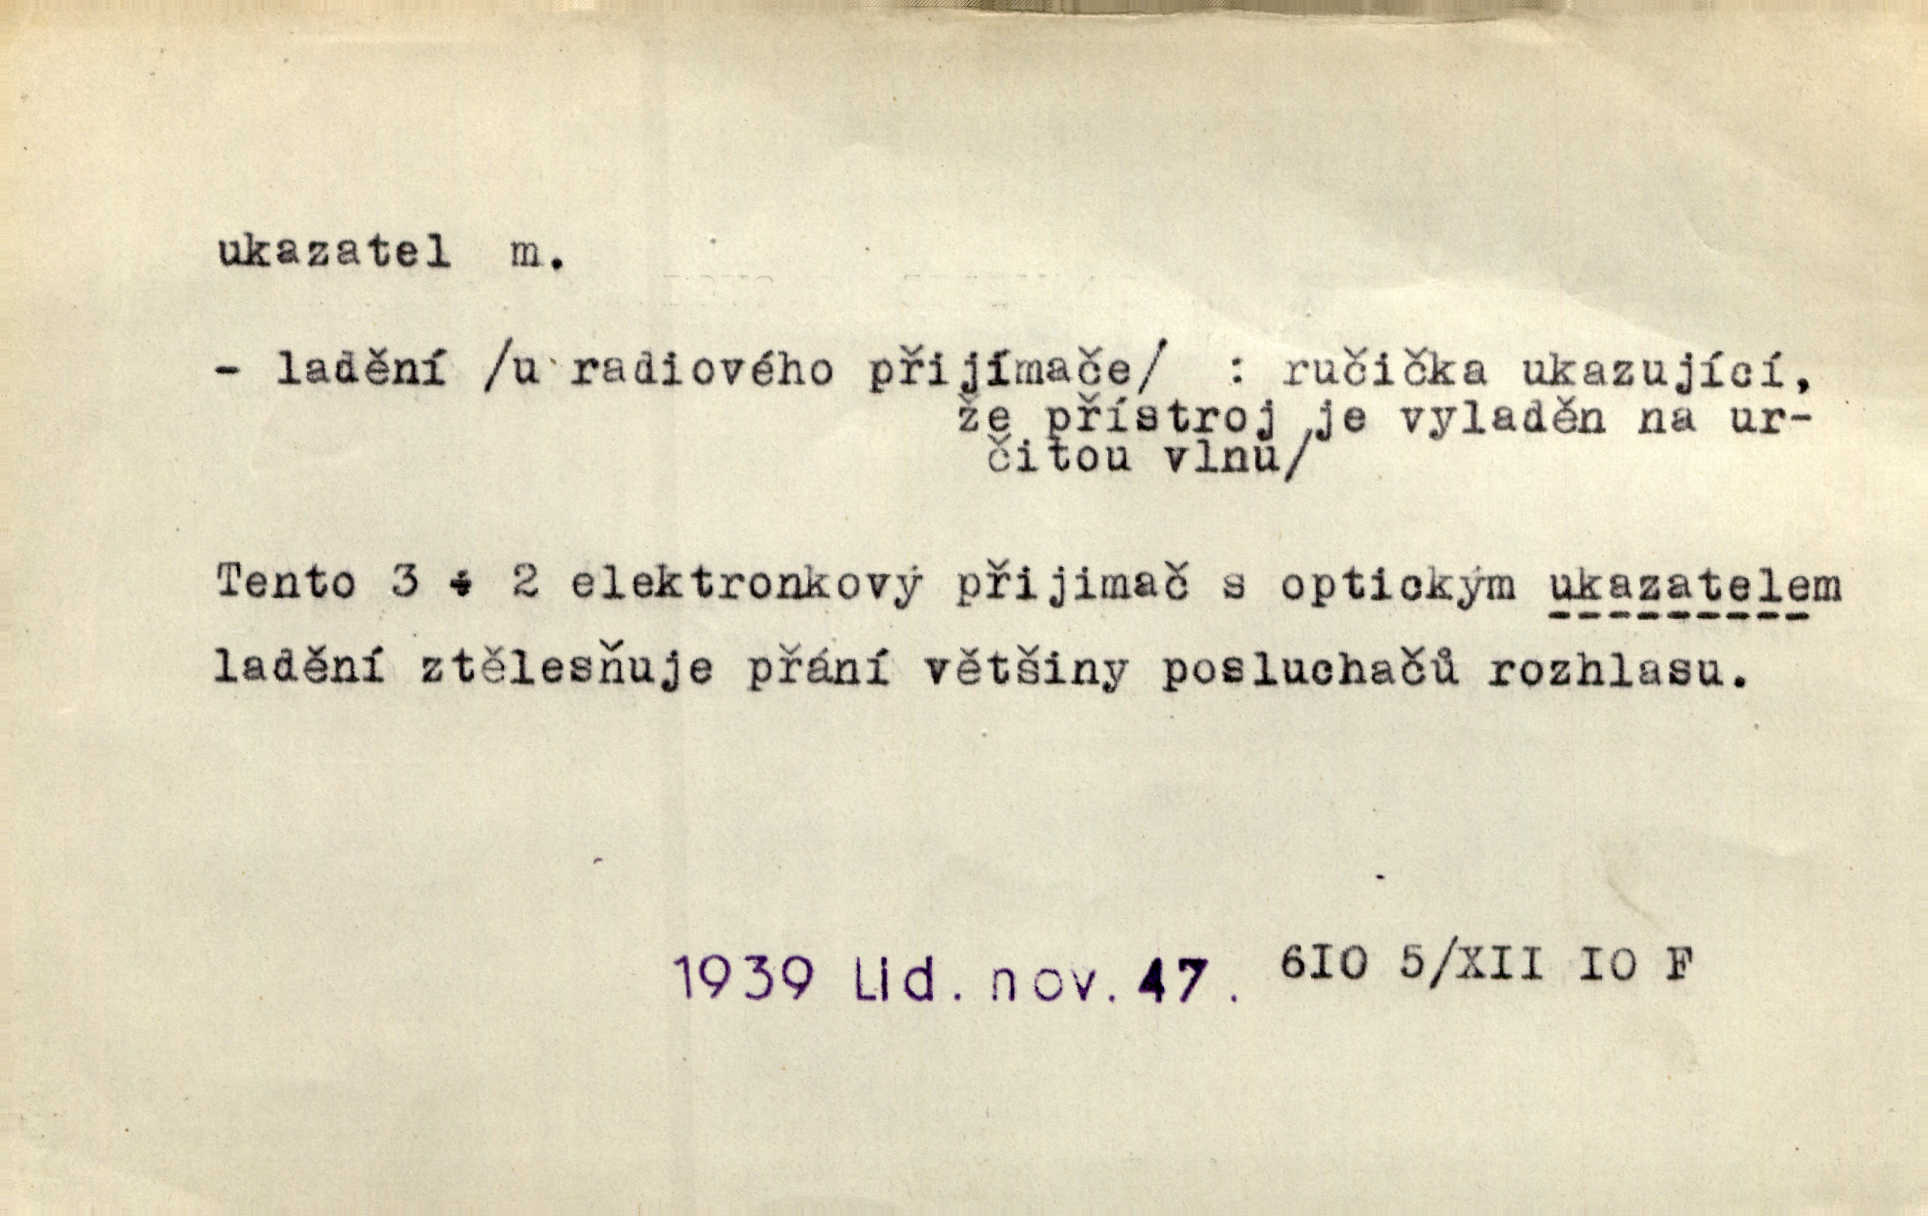 ukazatel m.
- ladění /u radiového přijímače/ : ručička ukazující,
že přístroj je vyladěn na ur-
čitou vlnu/
Tento 3 + 2 elektronkový přijimač s optickým ukazatelem
ladění ztělesňuje přání většiny posluchačů rozhlasu.
1939 Lid. nov. 47. 6IO 5/XII IO F